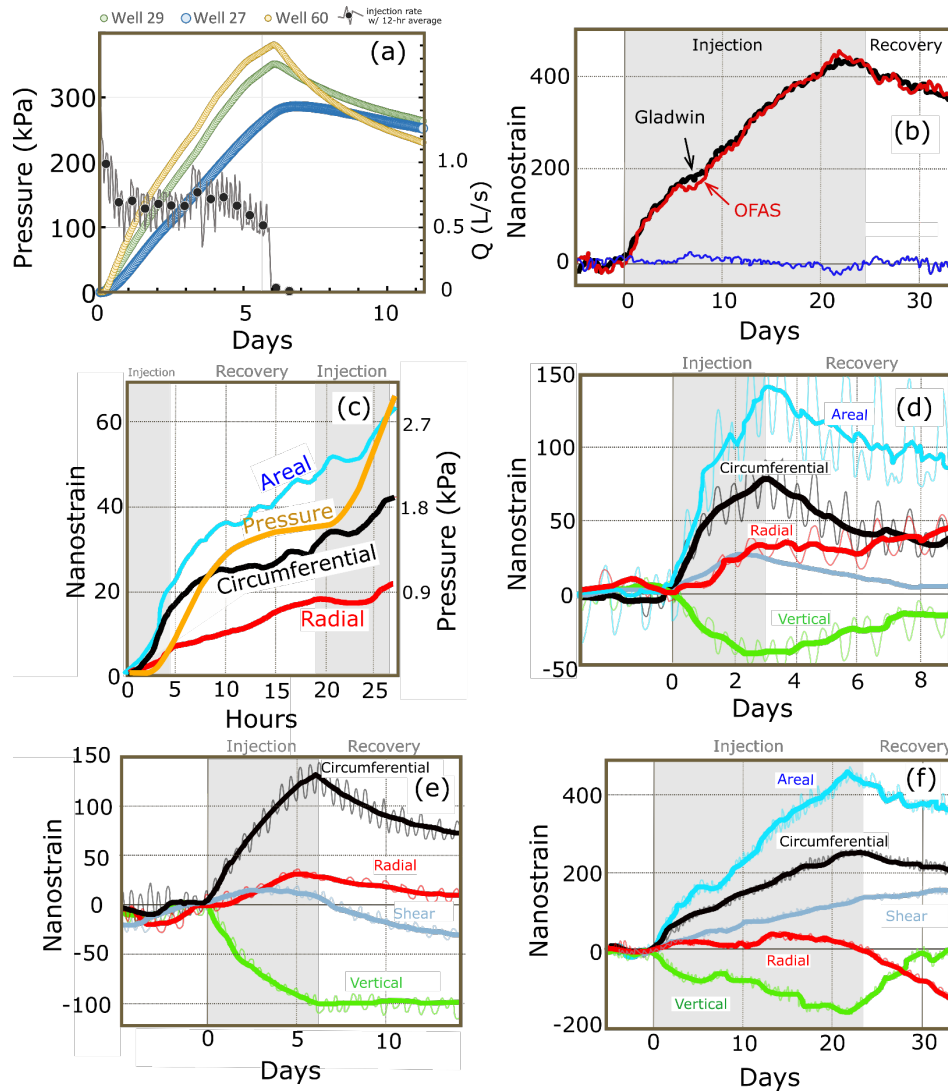 Well 29 Well 27 Well 60 injection rate
w/ 12-hr average
(a)
Pressure (kPa)
300
200
100
0
1.0
0.5
0
Q (L/s)
0 5 10
Days
(b)
Injection Recovery
Nanostrain
400
200
0
Gladwin
OFAS
0 10 20 30
Days
(c)
Injection Recovery Injection
Nanostrain
60
40
20
0
2.7
1.8
0.9
Pressure (kPa)
Areal
Pressure
Circumferential
Radial
0 5 10 15 20 25
Hours
(d)
Injection Recovery
Nanostrain
150
100
50
0
-50
Areal
Circumferential
Radial
Vertical
0 2 4 6 8
Days
(e)
Injection Recovery
Nanostrain
150
100
50
0
-50
-100
Circumferential
Radial
Shear
Vertical
0 5 10
Days
(f)
Injection Recovery
Nanostrain
400
200
0
-200
Areal
Circumferential
Shear
Radial
Vertical
0 10 20 30
Days